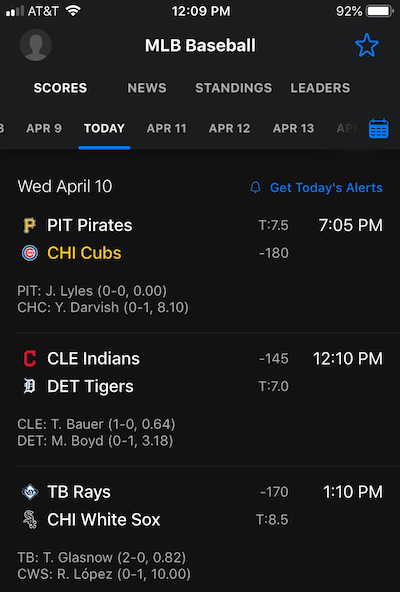 AT&T 12:09 PM 92%
MLB Baseball
SCORES NEWS STANDINGS LEADERS
APR 9 TODAY APR 11 APR 12 APR 13
Wed April 10 Get Today's Alerts
PIT Pirates T:7.5 7:05 PM
CHI Cubs -180
PIT: J. Lyles (0-0, 0.00)
CHC: Y. Darvish (0-1, 8.10)
CLE Indians -145 12:10 PM
DET Tigers T:7.0
CLE: T. Bauer (1-0, 0.64)
DET: M. Boyd (0-1, 3.18)
TB Rays -170 1:10 PM
CHI White Sox T:8.5
TB: T. Glasnow (2-0, 0.82)
CWS: R. López (0-1, 10.00)